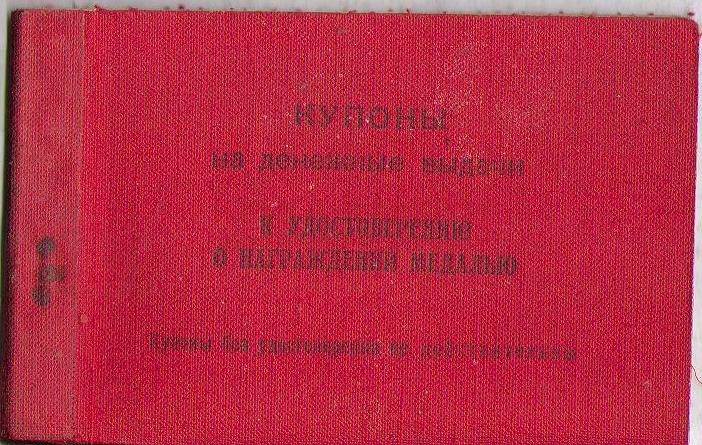 КУПОНЫ
на денежные выдачи
К УДОСТОВЕРЕНИЮ
О НАГРАЖДЕНИИ МЕДАЛЬЮ
Купоны без удостоверения не действительны